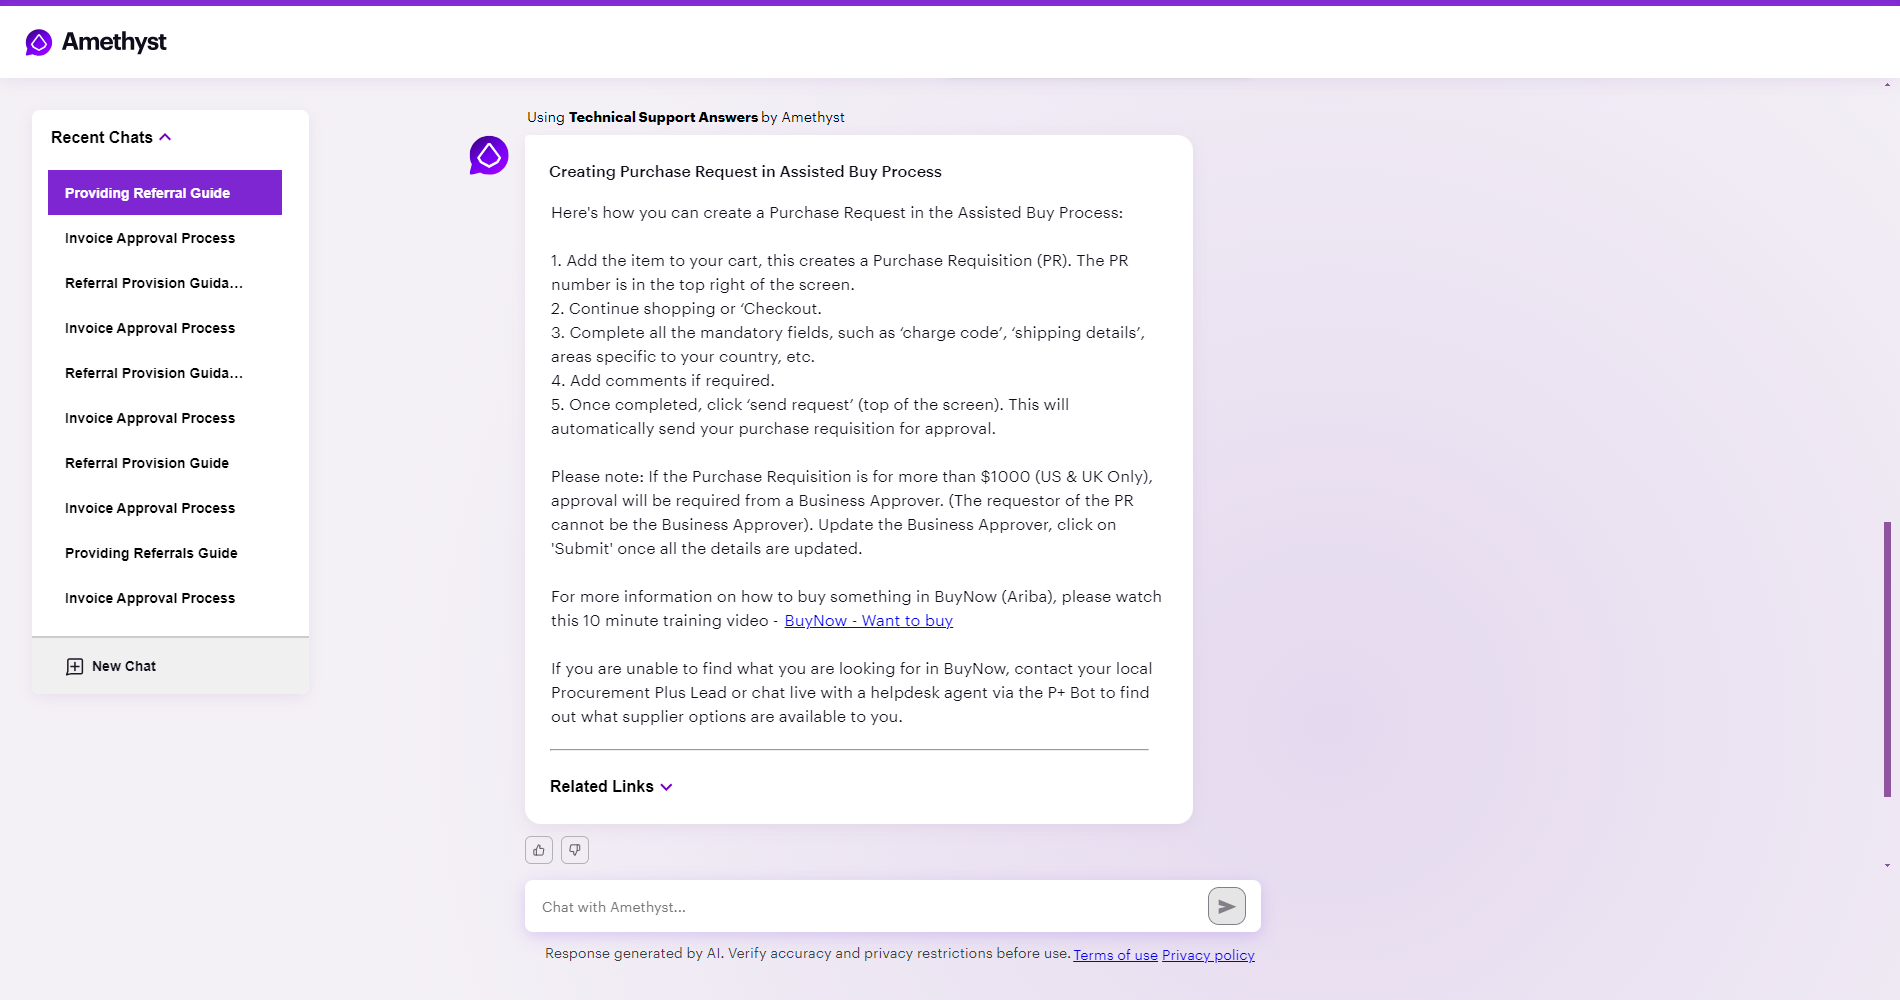 Amethyst
Recent Chats
Providing Referral Guide
Invoice Approval Process
Referral Provision Guida...
Invoice Approval Process
Referral Provision Guida...
Invoice Approval Process
Referral Provision Guide
Invoice Approval Process
Providing Referrals Guide
Invoice Approval Process
New Chat
Using Technical Support Answers by Amethyst
Creating Purchase Request in Assisted Buy Process
Here's how you can create a Purchase Request in the Assisted Buy Process:
1. Add the item to your cart, this creates a Purchase Requisition (PR). The PR
number is in the top right of the screen.
2. Continue shopping or ‘Checkout.
3. Complete all the mandatory fields, such as ‘charge code’, ‘shipping details’,
areas specific to your country, etc.
4. Add comments if required.
5. Once completed, click ‘send request’ (top of the screen). This will
automatically send your purchase requisition for approval.
Please note: If the Purchase Requisition is for more than $1000 (US & UK Only),
approval will be required from a Business Approver. (The requestor of the PR
cannot be the Business Approver). Update the Business Approver, click on
'Submit' once all the details are updated.
For more information on how to buy something in BuyNow (Ariba), please watch
this 10 minute training video - BuyNow - Want to buy
If you are unable to find what you are looking for in BuyNow, contact your local
Procurement Plus Lead or chat live with a helpdesk agent via the P+ Bot to find
out what supplier options are available to you.
Related Links
Chat with Amethyst...
Response generated by AI. Verify accuracy and privacy restrictions before use. Terms of use Privacy policy